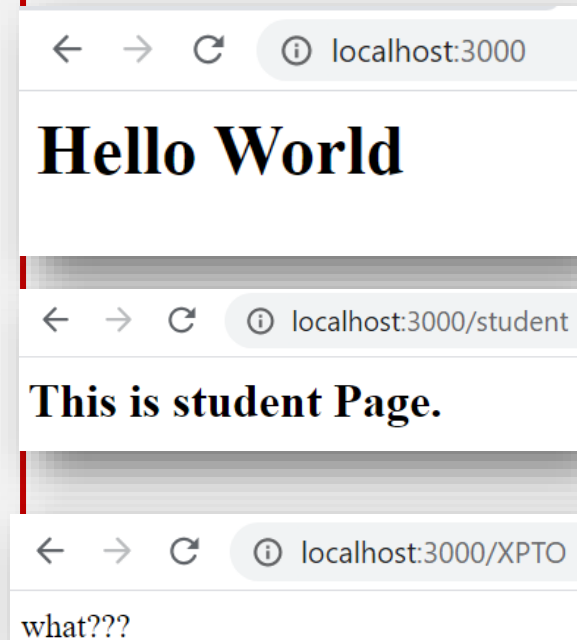 localhost:3000
Hello World
localhost:3000/student
This is student Page.
localhost:3000/XPTO
what???